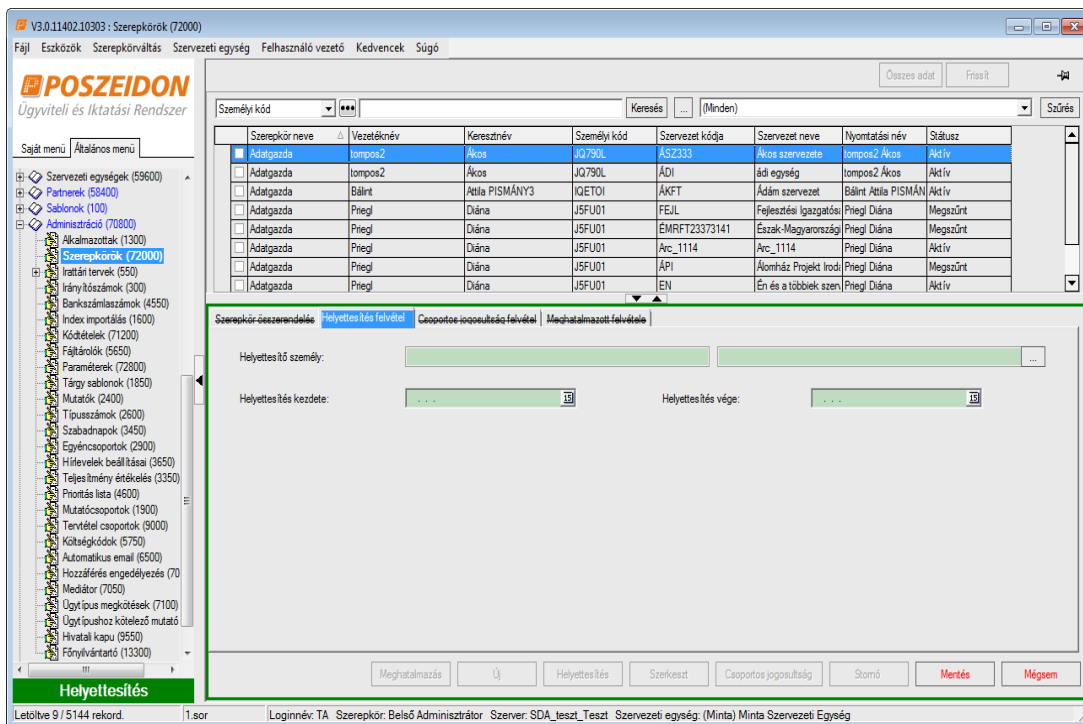 V3.0.11402.10303 : Szerepkörök (72000)
Fájl Eszközök Szerepkörváltás Szervezeti egység Felhasználó vezető Kedvencek Súgó
POSZEIDON
Ügyviteli és Iktatási Rendszer
Összes adat Frissít
Személyi kód Keresés ... (Minden) Szűrés
Saját menü Általános menü
Szervezeti egységek (59600)
Partnerek (58400)
Sablonok (100)
Adminisztráció (70800)
Alkalmazottak (1300)
Szerepkörök (72000)
Irattári tervek (550)
Irányítószámok (300)
Bankszámlaszámok (4550)
Index importálás (1600)
Kódtételek (71200)
Fájltárolók (5650)
Paraméterek (72800)
Tárgy sablonok (1850)
Mutatók (2400)
Típusszámok (2600)
Szabadnapok (3450)
Egyéncsoportok (2900)
Hírlevelek beállításai (3650)
Teljesítmény értékelés (3350)
Prioritás lista (4600)
Mutatócsoportok (1900)
Tervtétel csoportok (9000)
Költségkódok (5750)
Automatikus email (6500)
Hozzáférés engedélyezés (70
Mediátor (7050)
Ügytípus megkötések (7100)
Ügytípushoz kötelező mutató
Hivatali kapu (9550)
Főnyilvántartó (13300)
Helyettesítés
Szerepkör neve Vezetéknév Keresztnév Személyi kód Szervezet kódja Szervezet neve Nyomtatási név Státusz
Adatgazda tompos2 Ákos JQ790L ÁSZ333 Ákos szervezete tompos2 Ákos Aktív
Adatgazda tompos2 Ákos JQ790L ÁDI ádi egység tompos2 Ákos Aktív
Adatgazda Bálint Attila PISMÁNY3 IQETOI ÁKFT Ádám szervezet Bálint Attila PISMÁN Aktív
Adatgazda Priegl Diána J5FU01 FEJL Fejlesztési Igazgatósá Priegl Diána Megszűnt
Adatgazda Priegl Diána J5FU01 ÉMRFT23373141 Észak-Magyarországi Priegl Diána Megszűnt
Adatgazda Priegl Diána J5FU01 Arc_1114 Arc_1114 Priegl Diána Aktív
Adatgazda Priegl Diána J5FU01 ÁPI Álomház Projekt Iroda Priegl Diána Megszűnt
Adatgazda Priegl Diána J5FU01 EN Én és a többiek szerv Priegl Diána Aktív
Szerepkör összerendelés Helyettesítés felvétel Csoportos jogosultság felvétel Meghatalmazott felvétele
Helyettesítő személy: ...
Helyettesítés kezdete: . . . 15 Helyettesítés vége: . . . 15
Meghatalmazás Új Helyettesítés Szerkeszt Csoportos jogosultság Stornó Mentés Mégsem
Letöltve 9 / 5144 rekord. 1.sor Loginnév: TA Szerepkör: Belső Adminisztrátor Szerver: SDA_teszt_Teszt Szervezeti egység: (Minta) Minta Szervezeti Egység